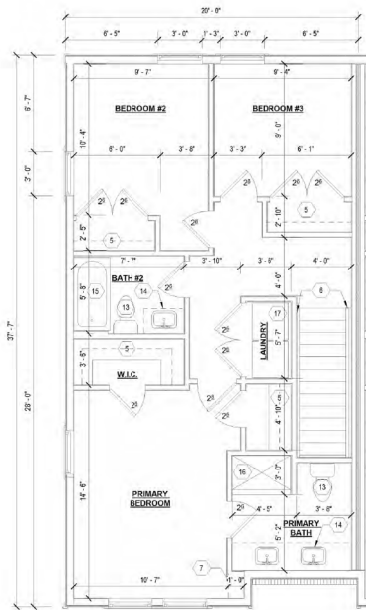 20' - 0"
6' - 5" 3' - 0" 1' - 3" 3' - 0" 6' - 5"
9' - 7" 9' - 4"
BEDROOM #2 BEDROOM #3
6' - 7"
10' - 4"
9' - 0"
6' - 0" 3' - 8" 3' - 3" 6' - 1"
3' - 0"
2' - 5"
2' - 10"
5 5
7' - 7" 3' - 10" 3' - 9" 4' - 0"
4' - 0"
BATH #2
15 13 14
5' - 8"
6
17
LAUNDRY
5' - 7"
37' - 7"
28' - 0"
5
3' - 6"
W.I.C.
5
4' - 10"
16
3' - 0"
13
14' - 6"
PRIMARY
BEDROOM
4' - 5" 3' - 8"
PRIMARY
BATH
14
5' - 2"
7
10' - 7" 1' - 0"